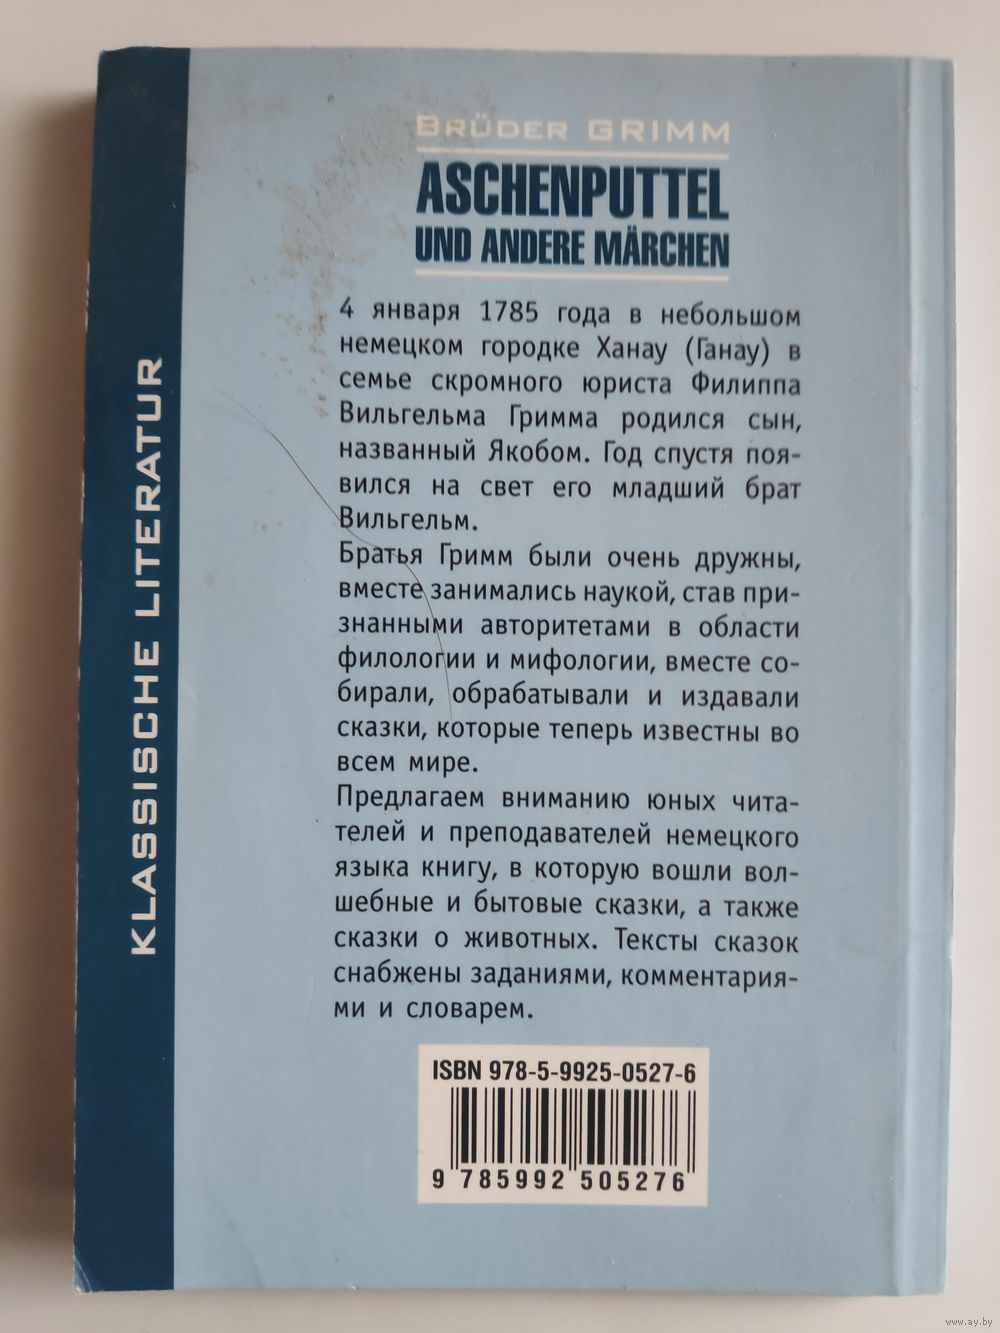 BRÜDER GRIMM
ASCHENPUTTEL
UND ANDERE MÄRCHEN
4 января 1785 года в небольшом
немецком городке Ханау (Ганау) в
семье скромного юриста Филиппа
Вильгельма Гримма родился сын,
названный Якобом. Год спустя поя-
вился на свет его младший брат
Вильгельм.
Братья Гримм были очень дружны,
вместе занимались наукой, став при-
знанными авторитетами в области
филологии и мифологии, вместе со-
бирали, обрабатывали и издавали
сказки, которые теперь известны во
всем мире.
Предлагаем вниманию юных чита-
телей и преподавателей немецкого
языка книгу, в которую вошли вол-
шебные и бытовые сказки, а также
сказки о животных. Тексты сказок
снабжены заданиями, комментария-
ми и словарем.
KLASSISCHE LITERATUR
ISBN 978-5-9925-0527-6
9 785992 505276
www.ay.by